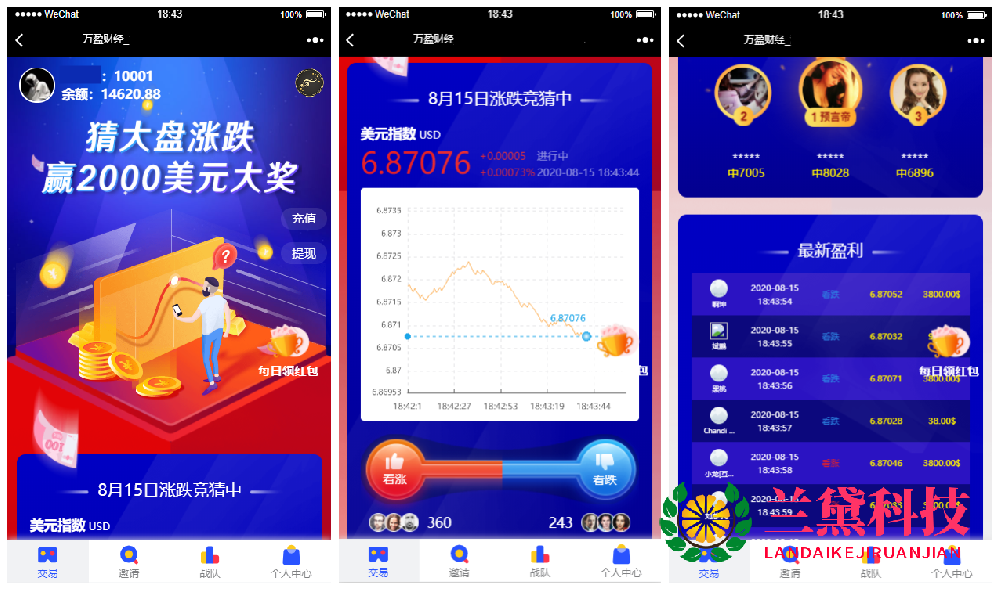 ●●●●● WeChat 18:43 100%
万盈财经_
: 10001
余额: 14620.88
猜大盘涨跌
赢2000美元大奖
充值
提现
?
每日领红包
100
8月15日涨跌竞猜中
美元指数 USD
交易 邀请 战队 个人中心
●●●●● WeChat 18:43 100%
万盈财经
8月15日涨跌竞猜中
美元指数 USD
6.87076 +0.00005 进行中
+0.00073% 2020-08-15 18:43:44
6.8735
6.873
6.8725
6.872
6.8715
6.871
6.8705
6.87
6.86953
6.87076
18:42:1 18:42:27 18:42:53 18:43:19 18:43:44
包
看涨 看跌
360 243
交易 邀请 战队 个人中心
●●●●● WeChat 18:43 100%
万盈财经_
2 1 预言帝 3
***** ***** *****
中7005 中8028 中6896
最新盈利
2020-08-15
18:43:54
看跌 6.87052 3800.00$
2020-08-15
18:43:55
看跌 6.87032
2020-08-15
18:43:56
看跌 6.87071 3800.00$
每日领红包
2020-08-15
18:43:57
看跌 6.87028 38.00$
Chandi ...
2020-08-15
18:43:58
看涨 6.87046 3800.00$
2020-08-15
18:43:59
兰黛科技
LANDAIKEJIRUANJIAN
交易 邀请 战队 个人中心